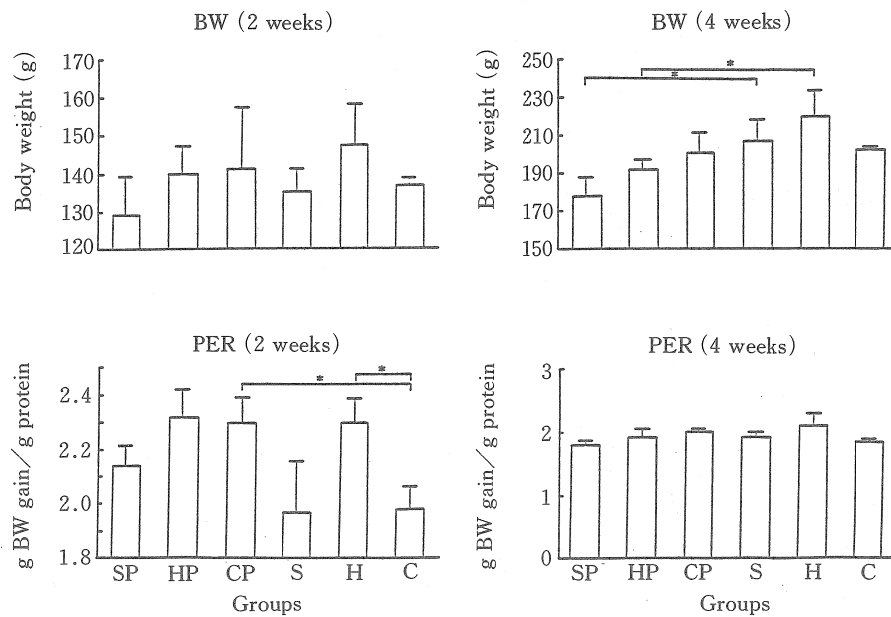 BW (2 weeks)
Body weight (g)
170
160
150
140
130
120
BW (4 weeks)
Body weight (g)
250
230
210
190
170
150
*
*
PER (2 weeks)
g BW gain/g protein
2.4
2.2
2.0
1.8
*
*
SP HP CP S H C
Groups
PER (4 weeks)
g BW gain/g protein
3
2
1
0
SP HP CP S H C
Groups